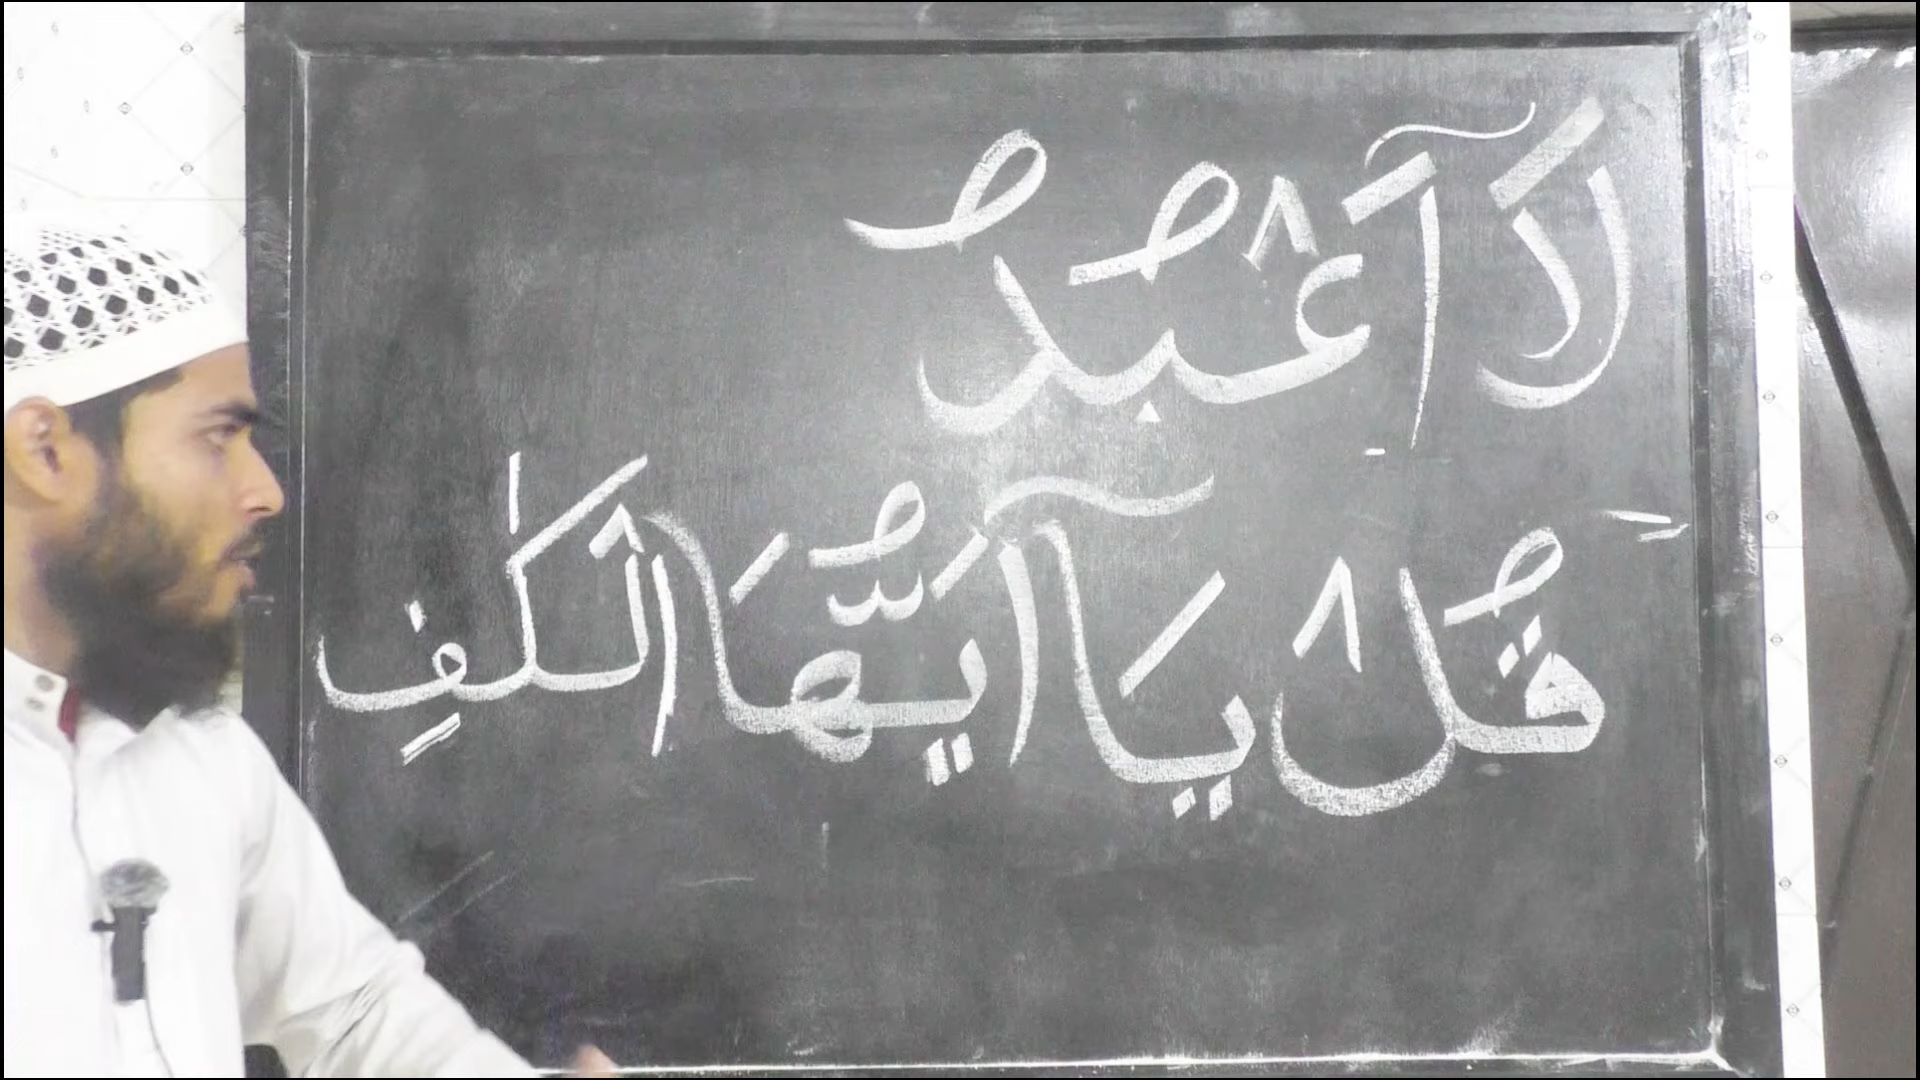 لَا آَعْبُدُ
قُلْ يَا آَيُّهَا الْكٰفِ